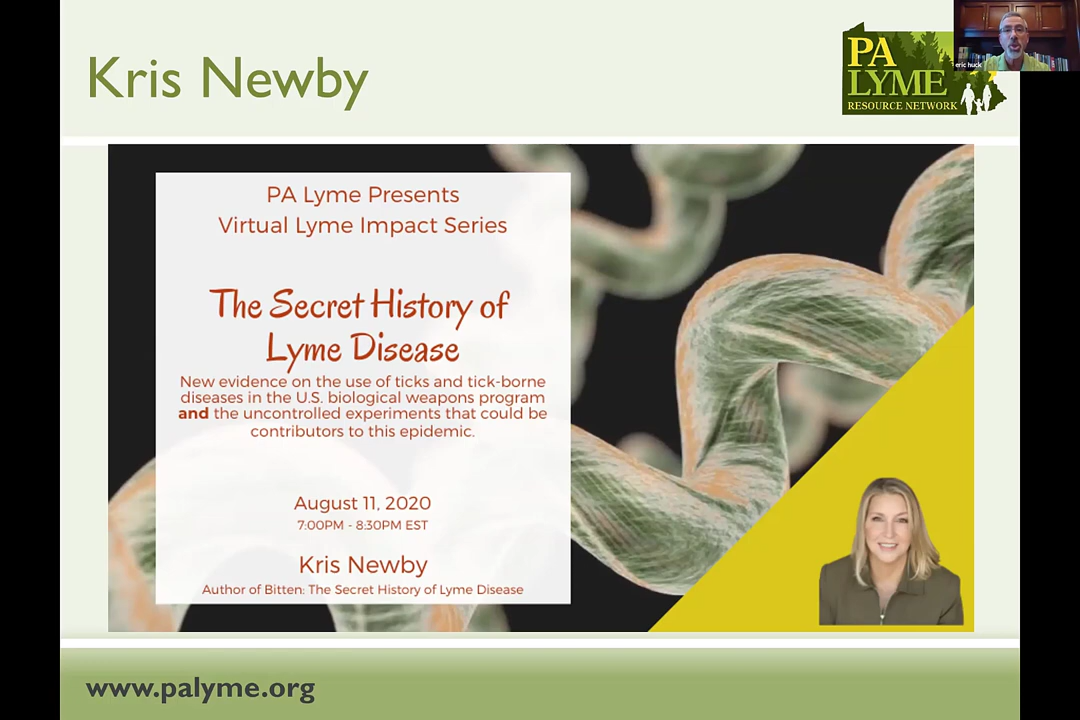 Kris Newby
PA
LYME
RESOURCE NETWORK
eric huck
PA Lyme Presents
Virtual Lyme Impact Series
The Secret History of
Lyme Disease
New evidence on the use of ticks and tick-borne
diseases in the U.S. biological weapons program
and the uncontrolled experiments that could be
contributors to this epidemic.
August 11, 2020
7:00PM - 8:30PM EST
Kris Newby
Author of Bitten: The Secret History of Lyme Disease
www.palyme.org